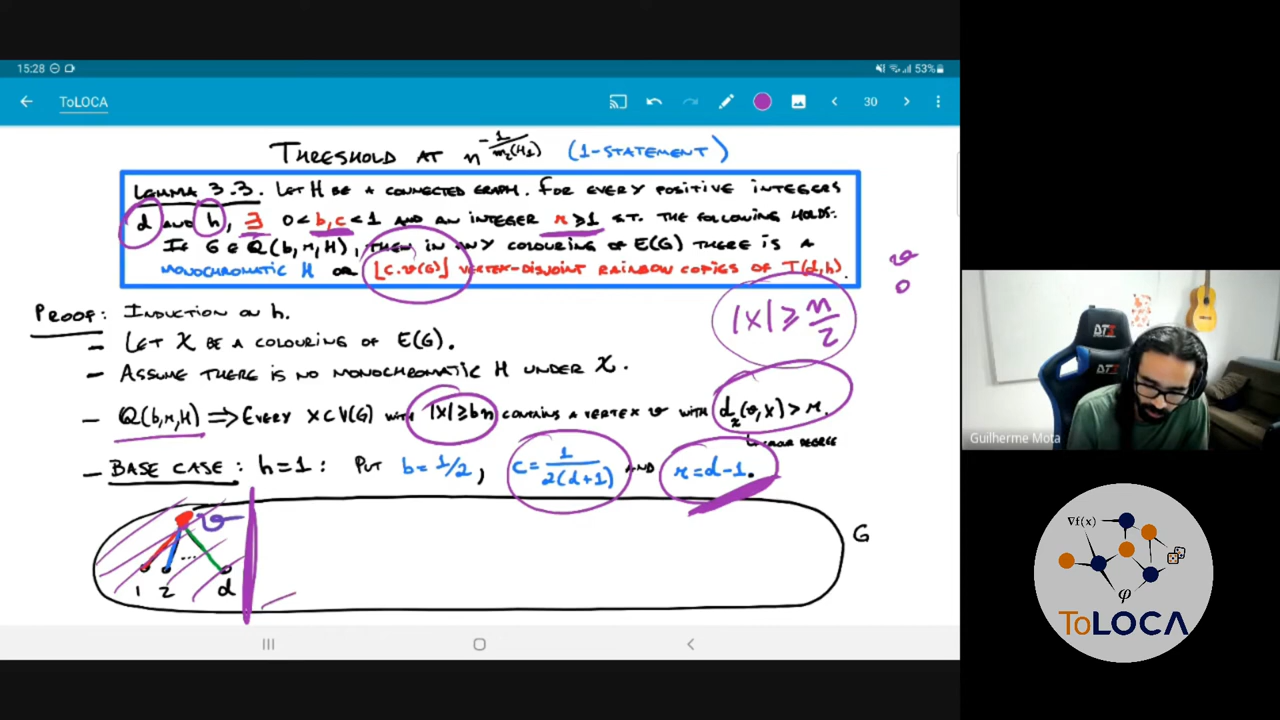 15:28
53%
ToLOCA
30
THRESHOLD AT n^{-1/m₂(H₁)} (1-STATEMENT)
LEMMA 3.3. LET H BE A CONNECTED GRAPH. FOR EVERY POSITIVE INTEGERS
d AND h, ∃ 0 < b, c < 1 AND AN INTEGER r ≥ 1 S.T. THE FOLLOWING HOLDS.
IF G ∈ Q(b, r, H), THEN IN ANY COLOURING OF E(G) THERE IS A
MONOCHROMATIC H OR ⌊c·v(G)⌋ VERTEX-DISJOINT RAINBOW COPIES OF T(d,h).
|X| ≥ n/2
PROOF: INDUCTION ON h.
– LET χ BE A COLOURING OF E(G).
– ASSUME THERE IS NO MONOCHROMATIC H UNDER χ.
– Q(b, r, H) ⟹ EVERY X ⊂ V(G) WITH |X| ≥ bn CONTAINS A VERTEX v WITH d_χ(v, X) > r.
DEGREE
– BASE CASE: h=1: PUT b = 1/2, c = 1/2(d+1) AND r = d-1.
v
... 
1 2 d
G
Guilherme Mota
∇f(x)
φ
ToLOCA